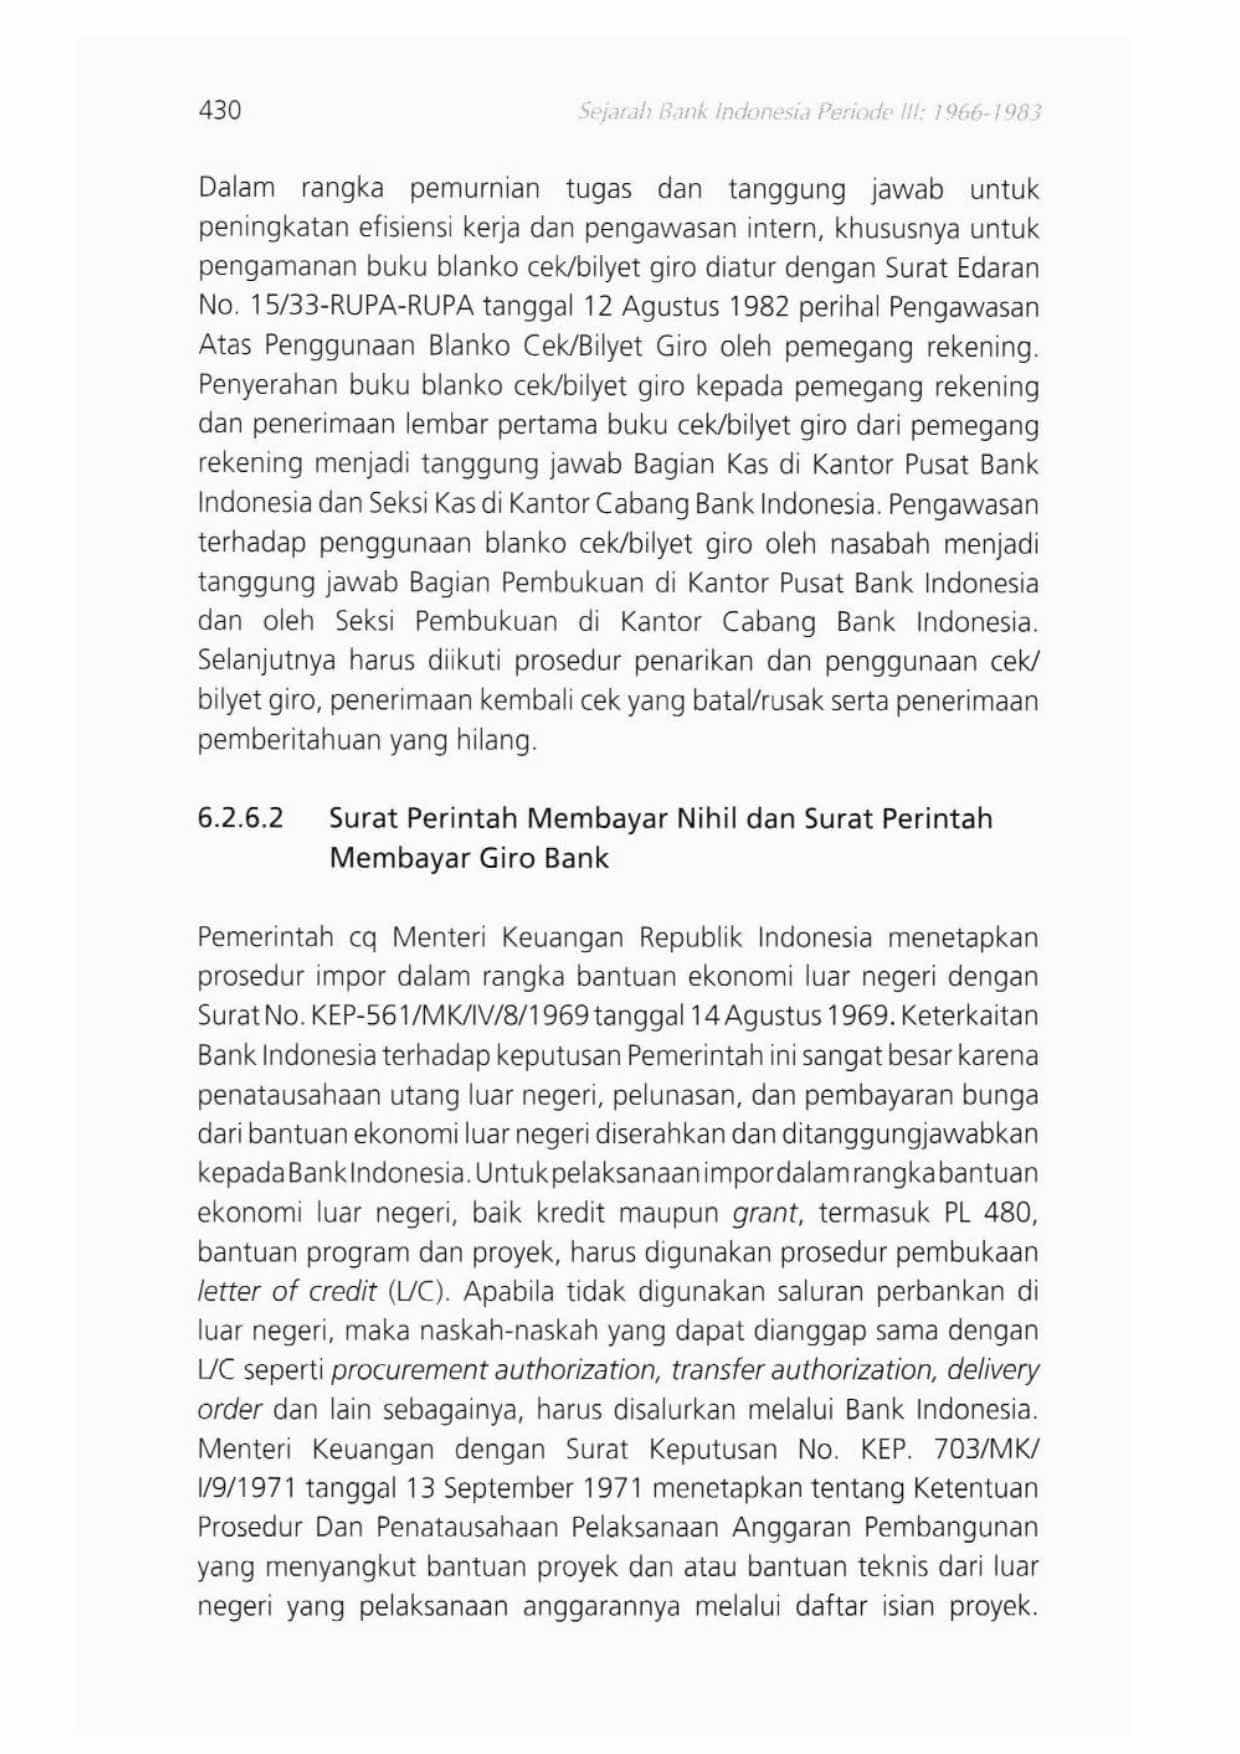 430
Sejarah Bank Indonesia Periode III: 1966-1983
Dalam rangka pemurnian tugas dan tanggung jawab untuk
peningkatan efisiensi kerja dan pengawasan intern, khususnya untuk
pengamanan buku blanko cek/bilyet giro diatur dengan Surat Edaran
No. 15/33-RUPA-RUPA tanggal 12 Agustus 1982 perihal Pengawasan
Atas Penggunaan Blanko Cek/Bilyet Giro oleh pemegang rekening.
Penyerahan buku blanko cek/bilyet giro kepada pemegang rekening
dan penerimaan lembar pertama buku cek/bilyet giro dari pemegang
rekening menjadi tanggung jawab Bagian Kas di Kantor Pusat Bank
Indonesia dan Seksi Kas di Kantor Cabang Bank Indonesia. Pengawasan
terhadap penggunaan blanko cek/bilyet giro oleh nasabah menjadi
tanggung jawab Bagian Pembukuan di Kantor Pusat Bank Indonesia
dan oleh Seksi Pembukuan di Kantor Cabang Bank Indonesia.
Selanjutnya harus diikuti prosedur penarikan dan penggunaan cek/
bilyet giro, penerimaan kembali cek yang batal/rusak serta penerimaan
pemberitahuan yang hilang.
6.2.6.2 Surat Perintah Membayar Nihil dan Surat Perintah
Membayar Giro Bank
Pemerintah cq Menteri Keuangan Republik Indonesia menetapkan
prosedur impor dalam rangka bantuan ekonomi luar negeri dengan
Surat No. KEP-561/MK/IV/8/1969 tanggal 14 Agustus 1969. Keterkaitan
Bank Indonesia terhadap keputusan Pemerintah ini sangat besar karena
penatausahaan utang luar negeri, pelunasan, dan pembayaran bunga
dari bantuan ekonomi luar negeri diserahkan dan ditanggungjawabkan
kepada Bank Indonesia. Untuk pelaksanaan impor dalam rangka bantuan
ekonomi luar negeri, baik kredit maupun grant, termasuk PL 480,
bantuan program dan proyek, harus digunakan prosedur pembukaan
letter of credit (L/C). Apabila tidak digunakan saluran perbankan di
luar negeri, maka naskah-naskah yang dapat dianggap sama dengan
L/C seperti procurement authorization, transfer authorization, delivery
order dan lain sebagainya, harus disalurkan melalui Bank Indonesia.
Menteri Keuangan dengan Surat Keputusan No. KEP. 703/MK/
I/9/1971 tanggal 13 September 1971 menetapkan tentang Ketentuan
Prosedur Dan Penatausahaan Pelaksanaan Anggaran Pembangunan
yang menyangkut bantuan proyek dan atau bantuan teknis dari luar
negeri yang pelaksanaan anggarannya melalui daftar isian proyek.